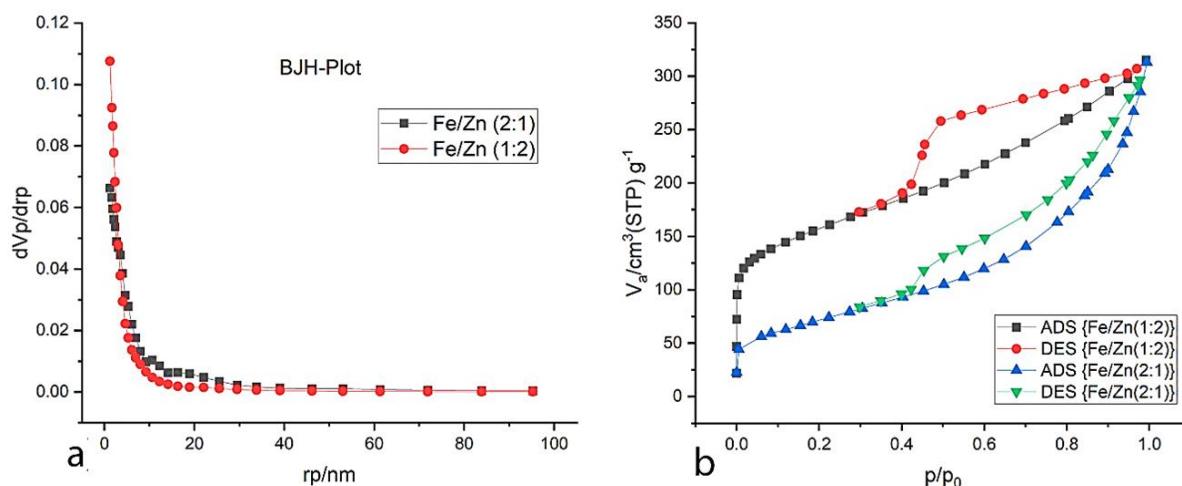 BJH-Plot
Fe/Zn (2:1)
Fe/Zn (1:2)
dVp/drp
0.12
0.10
0.08
0.06
0.04
0.02
0.00
0
20
40
60
80
100
rp/nm
a
Va/cm³(STP) g⁻¹
350
300
250
200
150
100
50
0
ADS {Fe/Zn(1:2)}
DES {Fe/Zn(1:2)}
ADS {Fe/Zn(2:1)}
DES {Fe/Zn(2:1)}
0.0
0.2
0.4
0.6
0.8
1.0
p/p₀
b